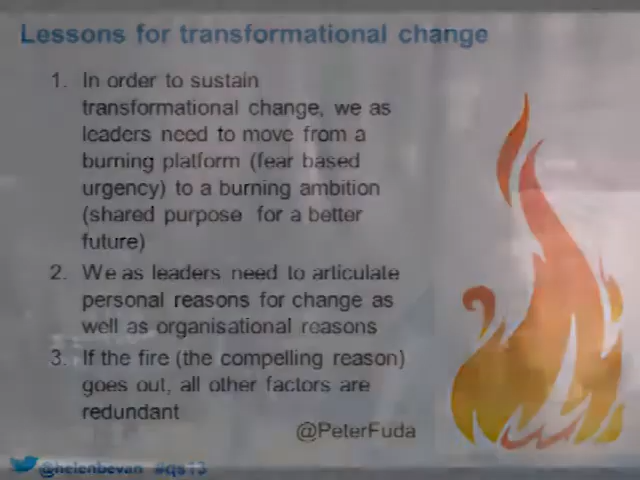 Lessons for transformational change
1. In order to sustain
transformational change, we as
leaders need to move from a
burning platform (fear based
urgency) to a burning ambition
(shared purpose for a better
future)
2. We as leaders need to articulate
personal reasons for change as
well as organisational reasons
3. If the fire (the compelling reason)
goes out, all other factors are
redundant
@PeterFuda
@helenbevan #qs13